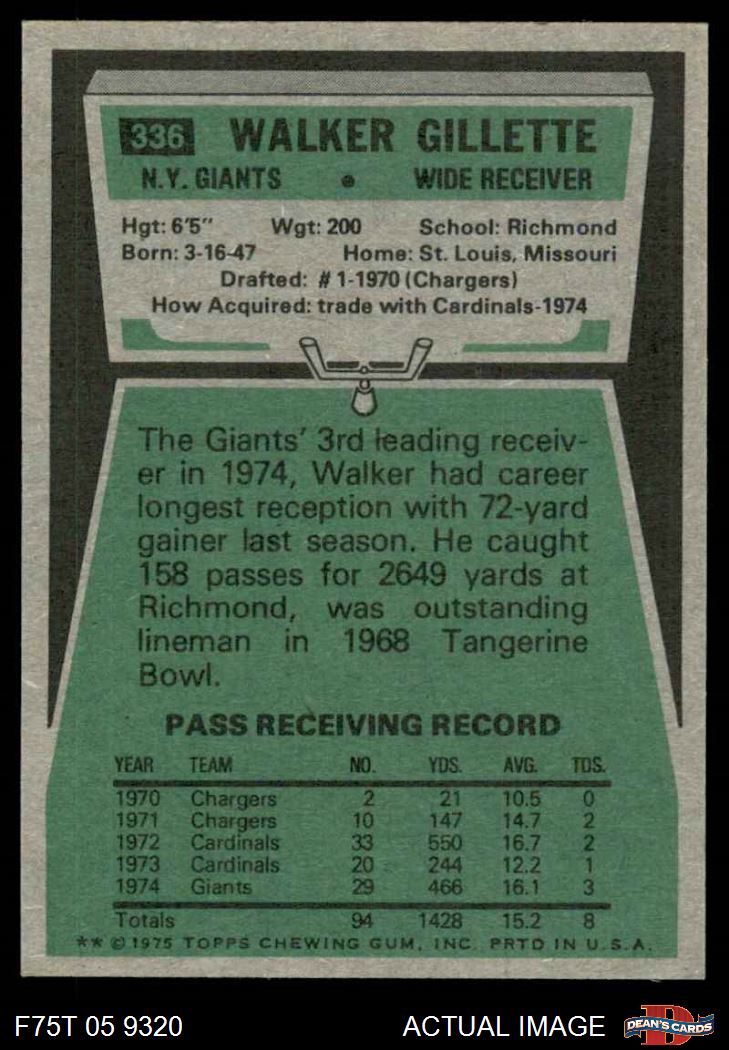 336 WALKER GILLETTE
N.Y. GIANTS • WIDE RECEIVER
Hgt: 6'5" Wgt: 200 School: Richmond
Born: 3-16-47 Home: St. Louis, Missouri
Drafted: #1-1970 (Chargers)
How Acquired: trade with Cardinals-1974
The Giants' 3rd leading receiv-
er in 1974, Walker had career
longest reception with 72-yard
gainer last season. He caught
158 passes for 2649 yards at
Richmond, was outstanding
lineman in 1968 Tangerine
Bowl.
PASS RECEIVING RECORD
YEAR TEAM NO. YDS. AVG. TDS.
1970 Chargers 2 21 10.5 0
1971 Chargers 10 147 14.7 2
1972 Cardinals 33 550 16.7 2
1973 Cardinals 20 244 12.2 1
1974 Giants 29 466 16.1 3
Totals 94 1428 15.2 8
** © 1975 TOPPS CHEWING GUM, INC. PRTD IN U.S.A.
F75T 05 9320 ACTUAL IMAGE D DEAN'S CARDS